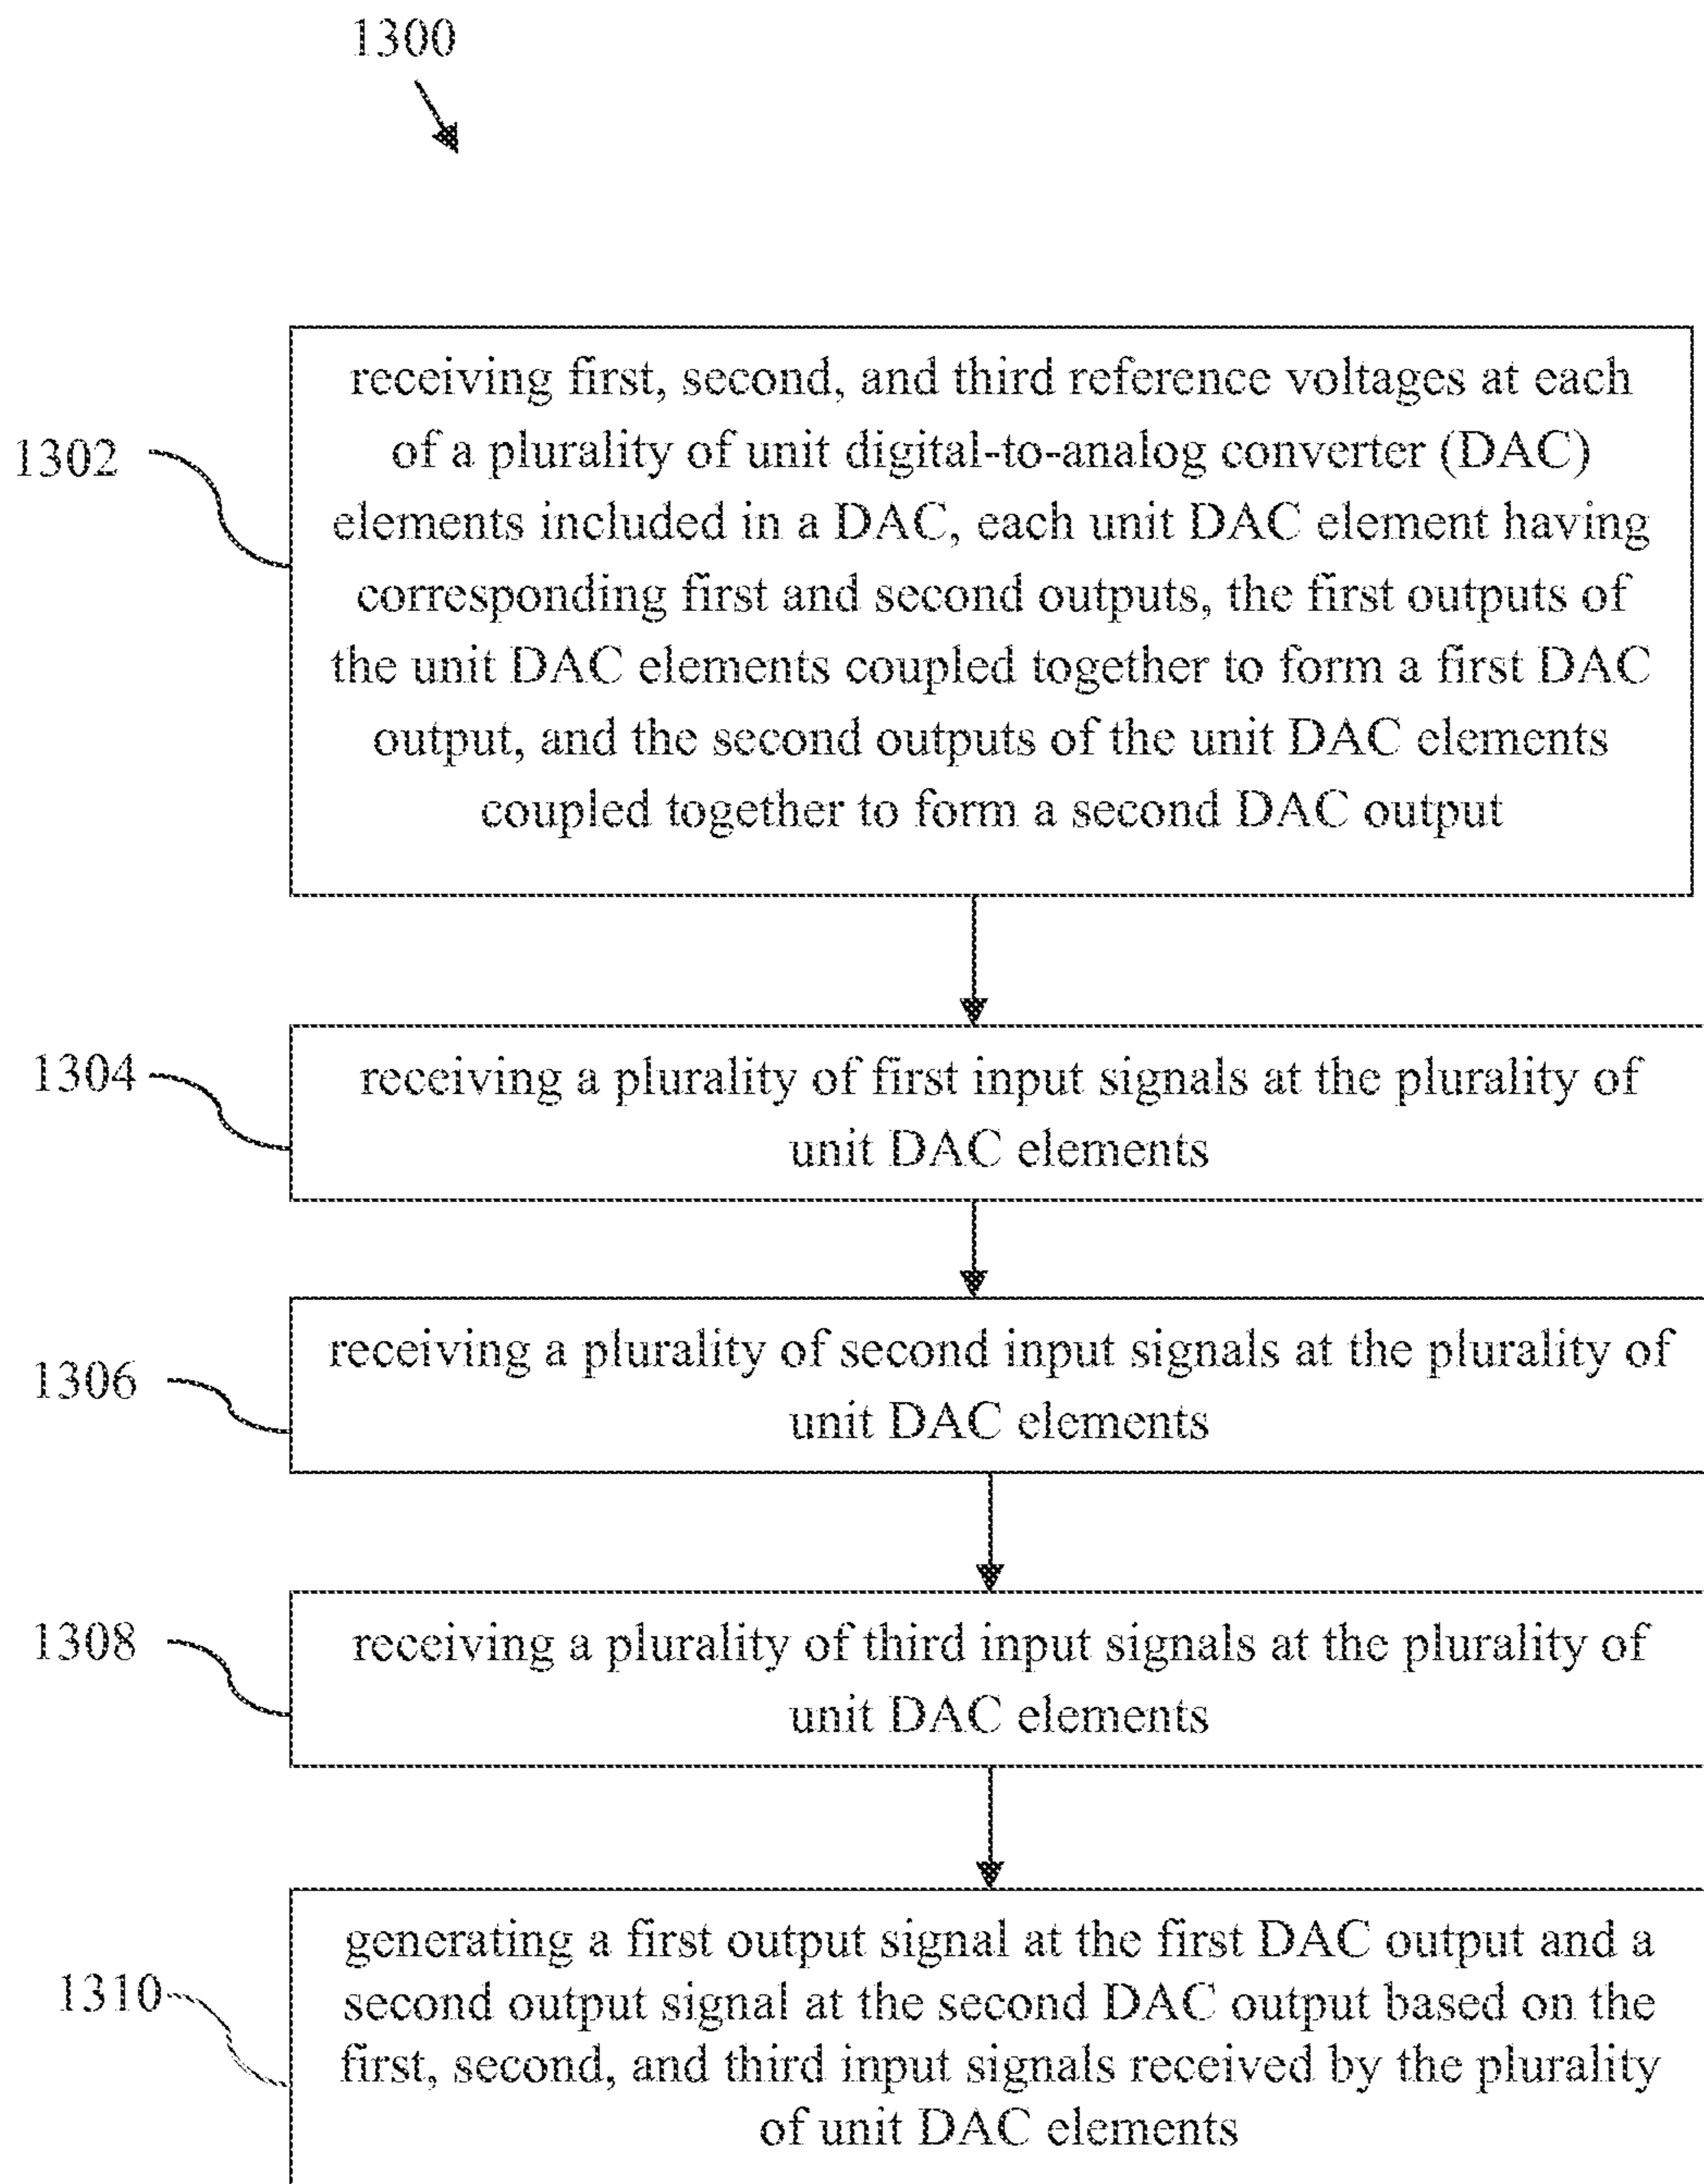 1300
1302
receiving first, second, and third reference voltages at each
of a plurality of unit digital-to-analog converter (DAC)
elements included in a DAC, each unit DAC element having
corresponding first and second outputs, the first outputs of
the unit DAC elements coupled together to form a first DAC
output, and the second outputs of the unit DAC elements
coupled together to form a second DAC output
1304
receiving a plurality of first input signals at the plurality of
unit DAC elements
1306
receiving a plurality of second input signals at the plurality of
unit DAC elements
1308
receiving a plurality of third input signals at the plurality of
unit DAC elements
1310
generating a first output signal at the first DAC output and a
second output signal at the second DAC output based on the
first, second, and third input signals received by the plurality
of unit DAC elements